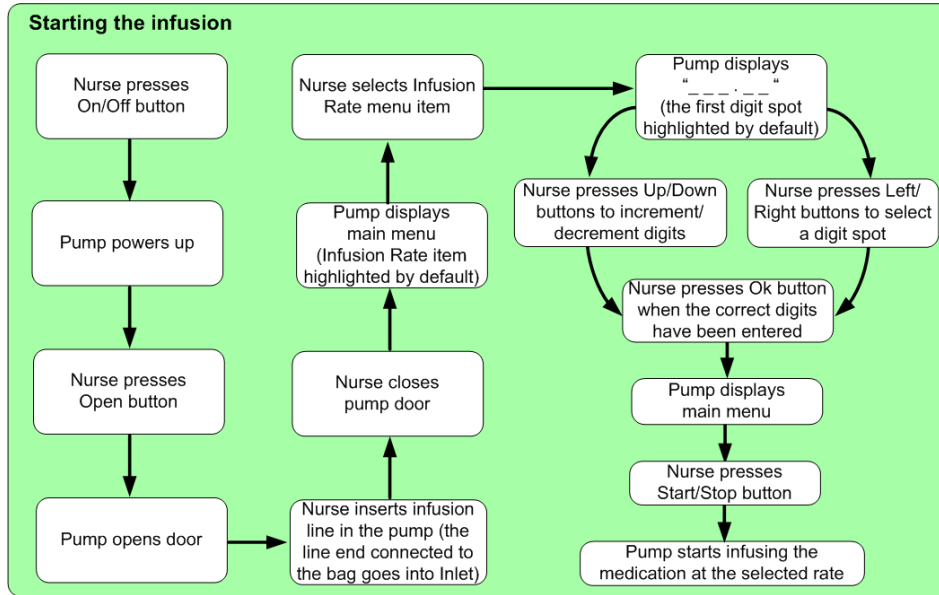 Starting the infusion
Nurse presses
On/Off button
Pump powers up
Nurse presses
Open button
Pump opens door
Nurse inserts infusion
line in the pump (the
line end connected to
the bag goes into Inlet)
Nurse closes
pump door
Pump displays
main menu
(Infusion Rate item
highlighted by default)
Nurse selects Infusion
Rate menu item
Pump displays
“_ _ _ . _ _“
(the first digit spot
highlighted by default)
Nurse presses Up/Down
buttons to increment/
decrement digits
Nurse presses Left/
Right buttons to select
a digit spot
Nurse presses Ok button
when the correct digits
have been entered
Pump displays
main menu
Nurse presses
Start/Stop button
Pump starts infusing the
medication at the selected rate